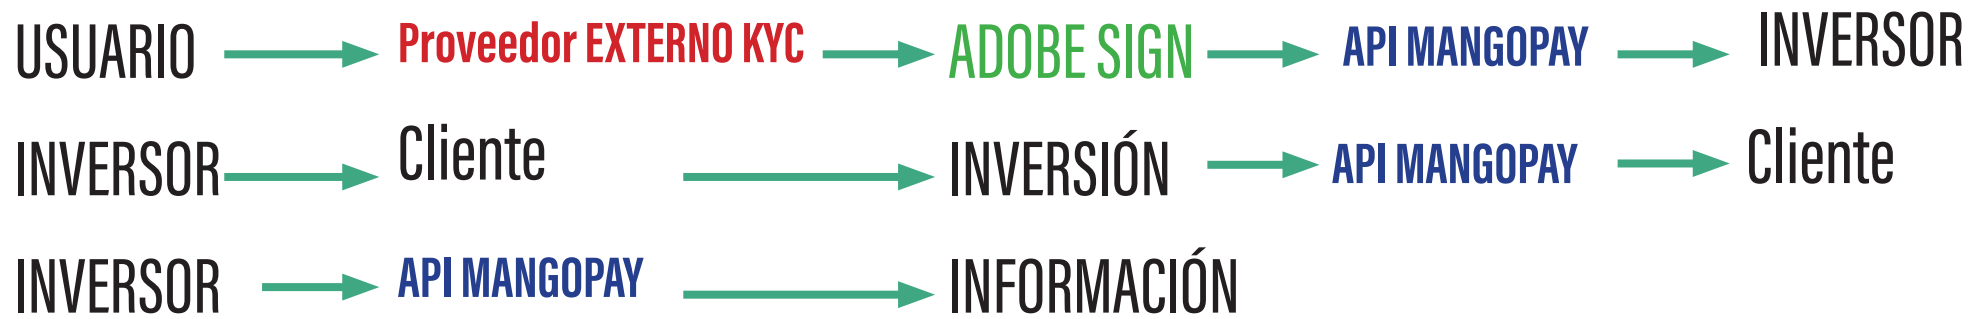 USUARIO Proveedor EXTERNO KYC ADOBE SIGN API MANGOPAY INVERSOR
INVERSOR Cliente INVERSIÓN API MANGOPAY Cliente
INVERSOR API MANGOPAY INFORMACIÓN